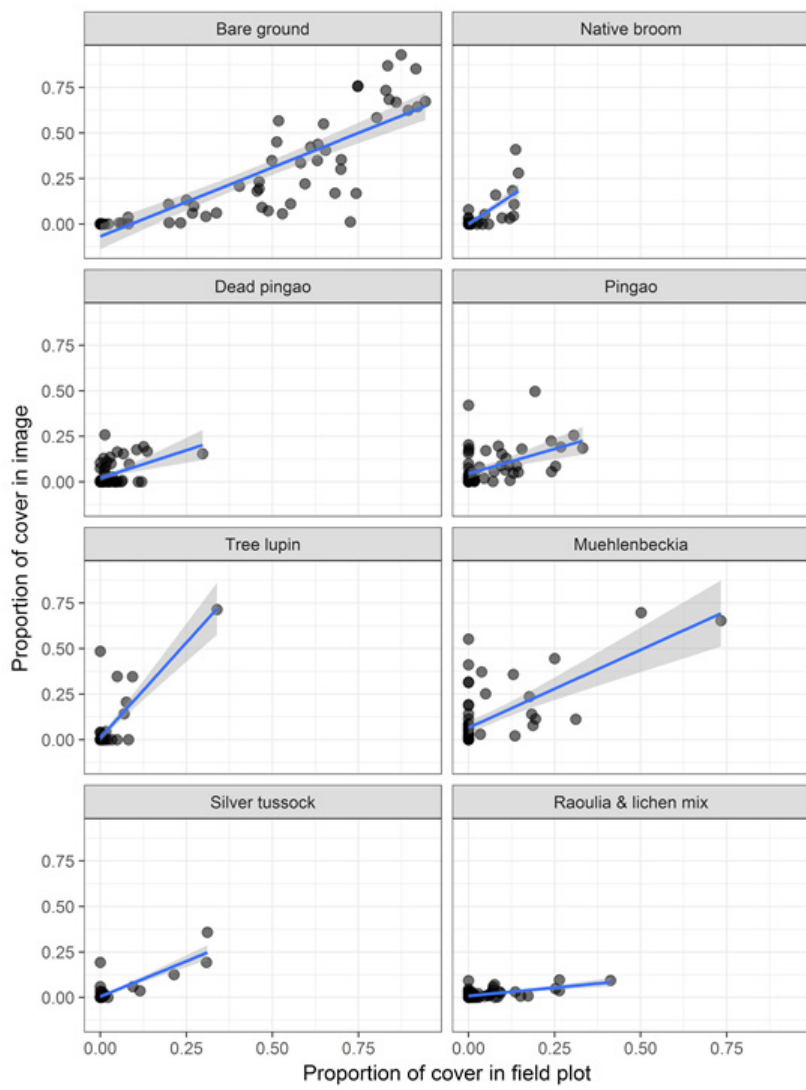 Bare ground
Native broom
0.75
0.50
0.25
0.00
Dead pingao
Pingao
0.75
0.50
0.25
0.00
Tree lupin
Muehlenbeckia
0.75
0.50
0.25
0.00
Silver tussock
Raoulia & lichen mix
0.75
0.50
0.25
0.00
0.00 0.25 0.50 0.75 0.00 0.25 0.50 0.75
Proportion of cover in field plot
Proportion of cover in image